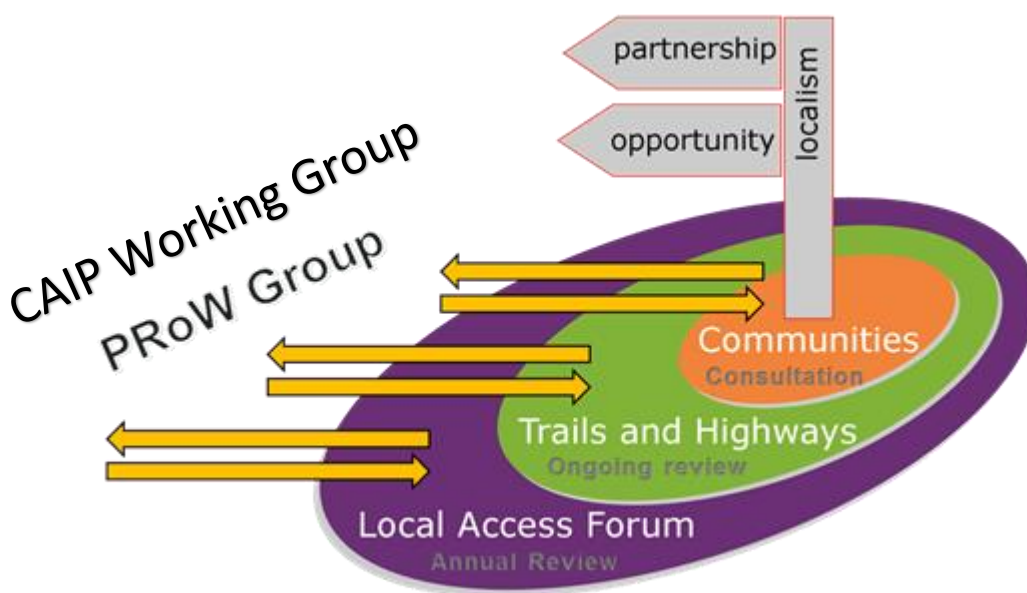 partnership
opportunity
localism
CAIP Working Group
PRoW Group
Communities
Consultation
Trails and Highways
Ongoing review
Local Access Forum
Annual Review